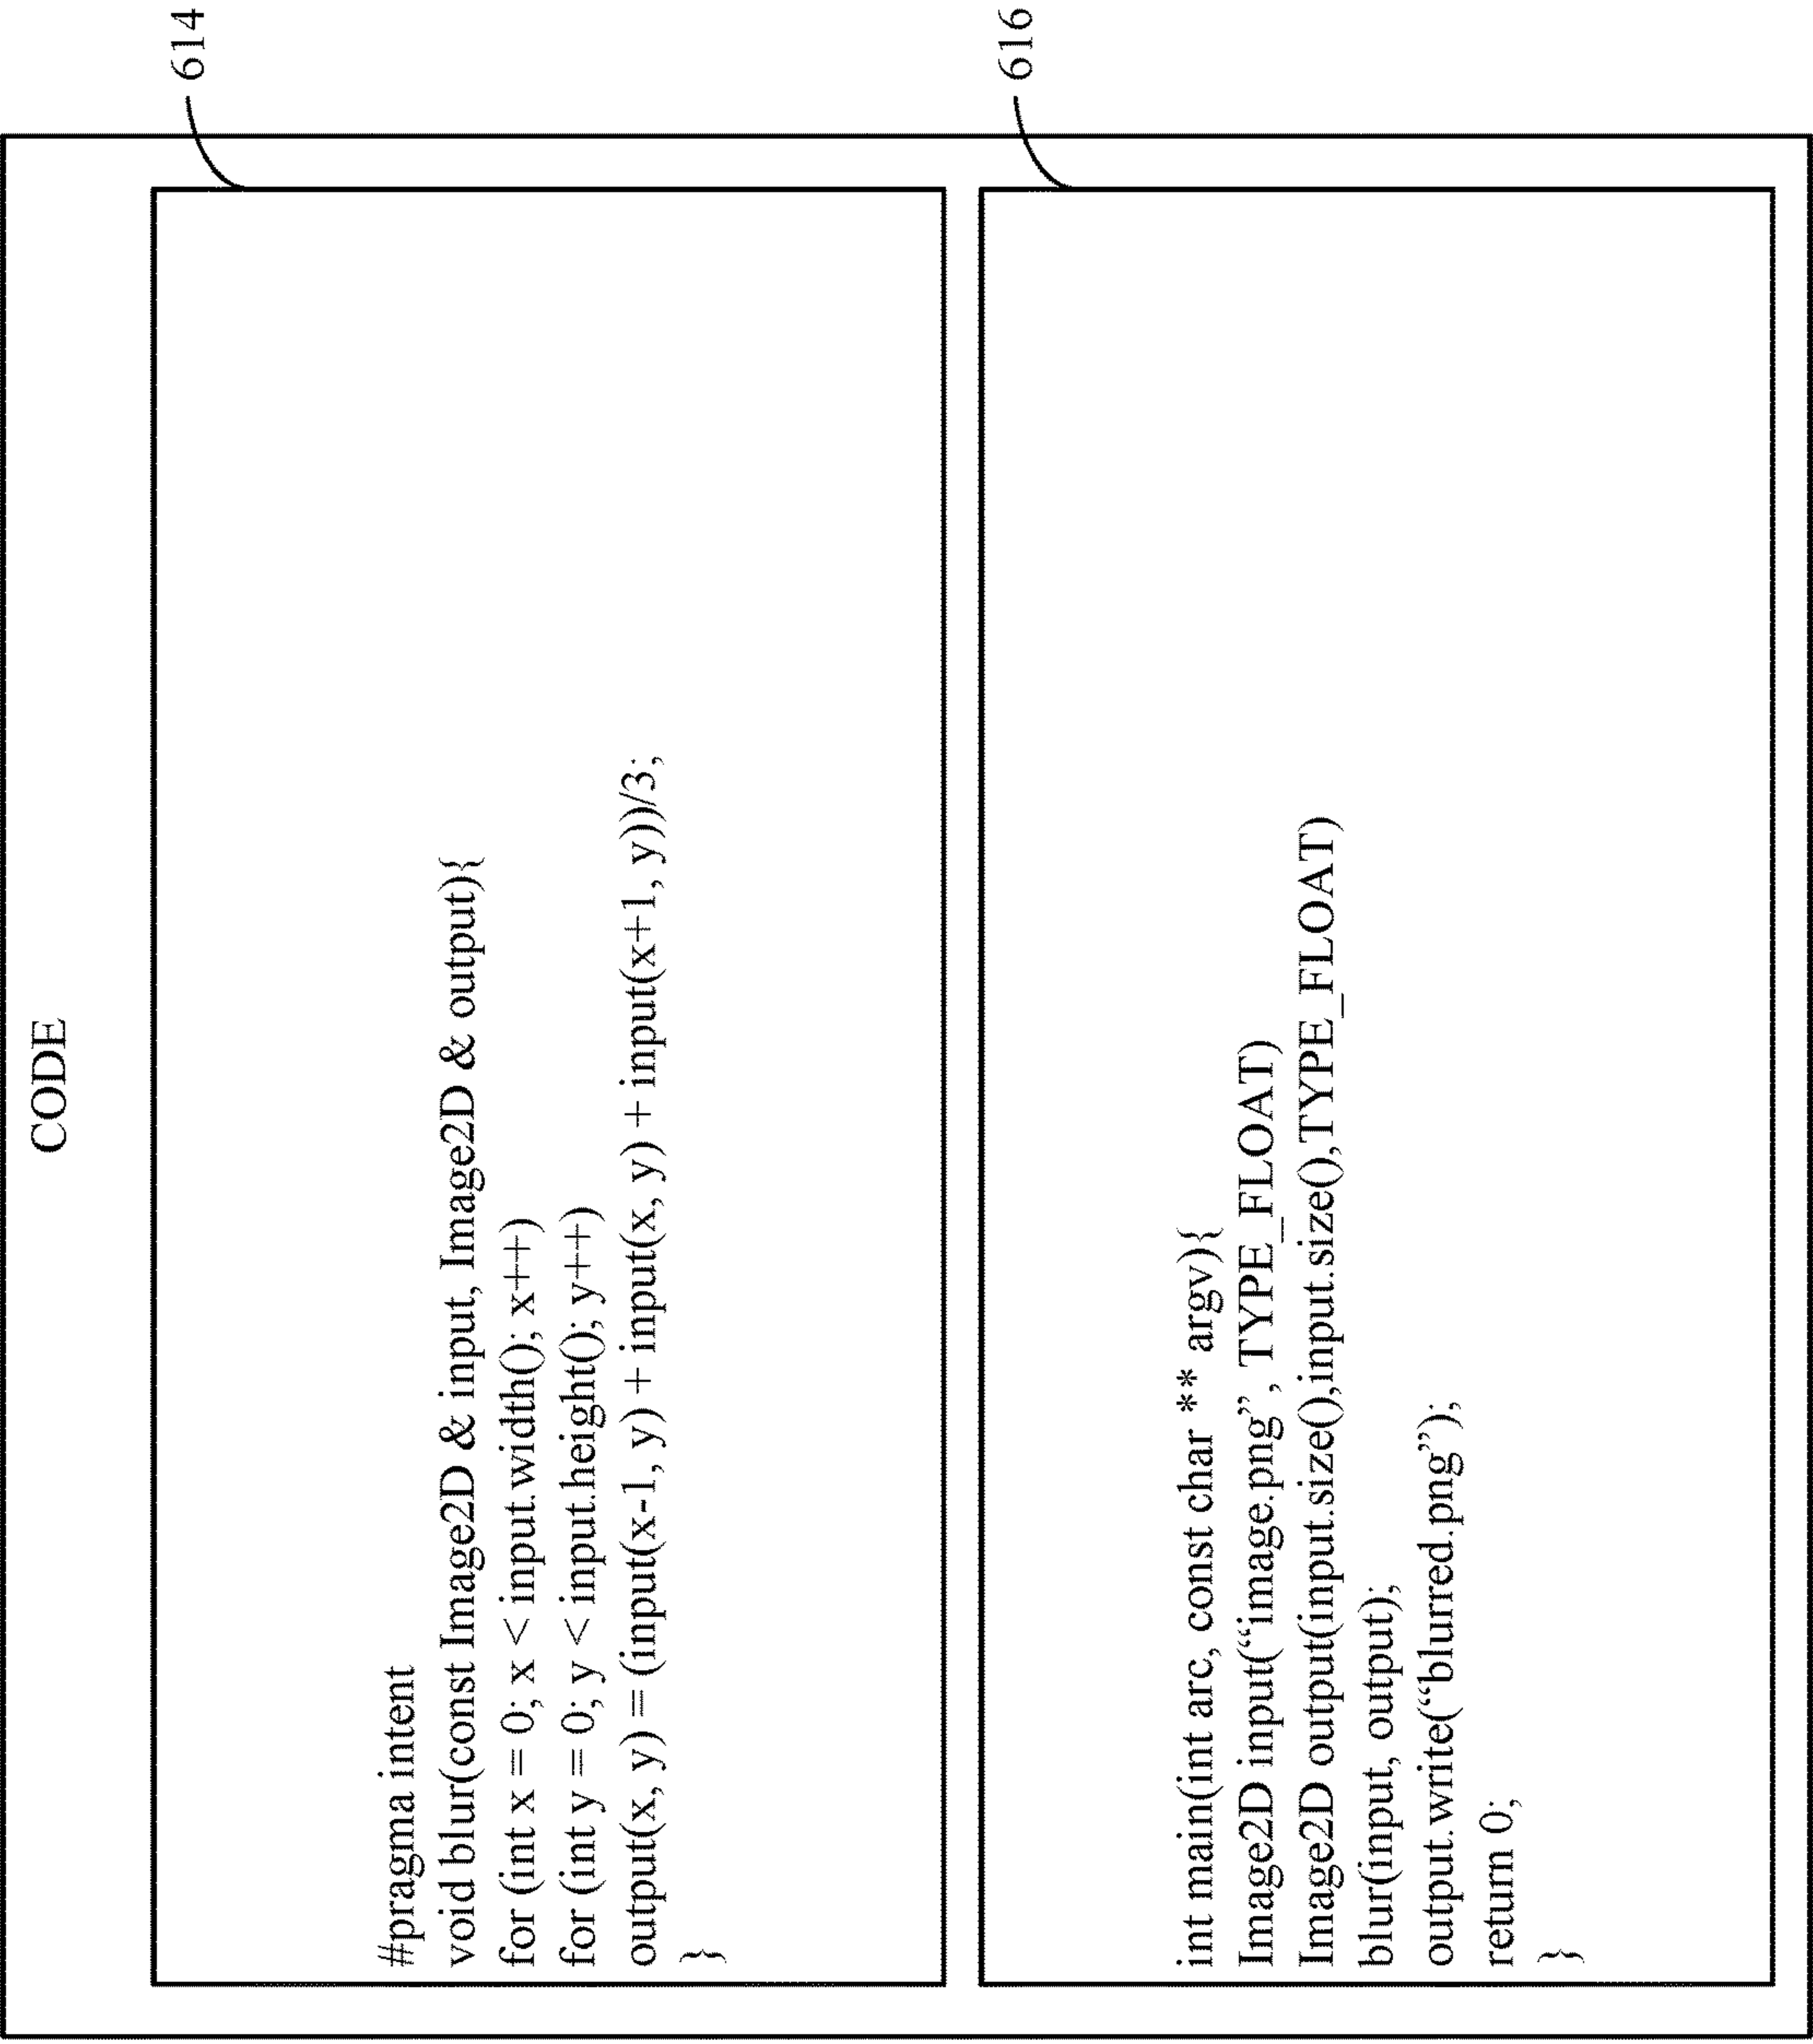 CODE
614
#pragma intent
void blur(const Image2D & input, Image2D & output){
for (int x = 0; x < input.width(); x++)
for (int y = 0; y < input.height(); y++)
output(x, y) = (input(x-1, y) + input(x, y) + input(x+1, y))/3;
}
616
int main(int arc, const char ** argv){
Image2D input(“image.png”, TYPE_FLOAT)
Image2D output(input.size(),input.size(),TYPE_FLOAT)
blur(input, output);
output.write(“blurred.png”);
return 0;
}